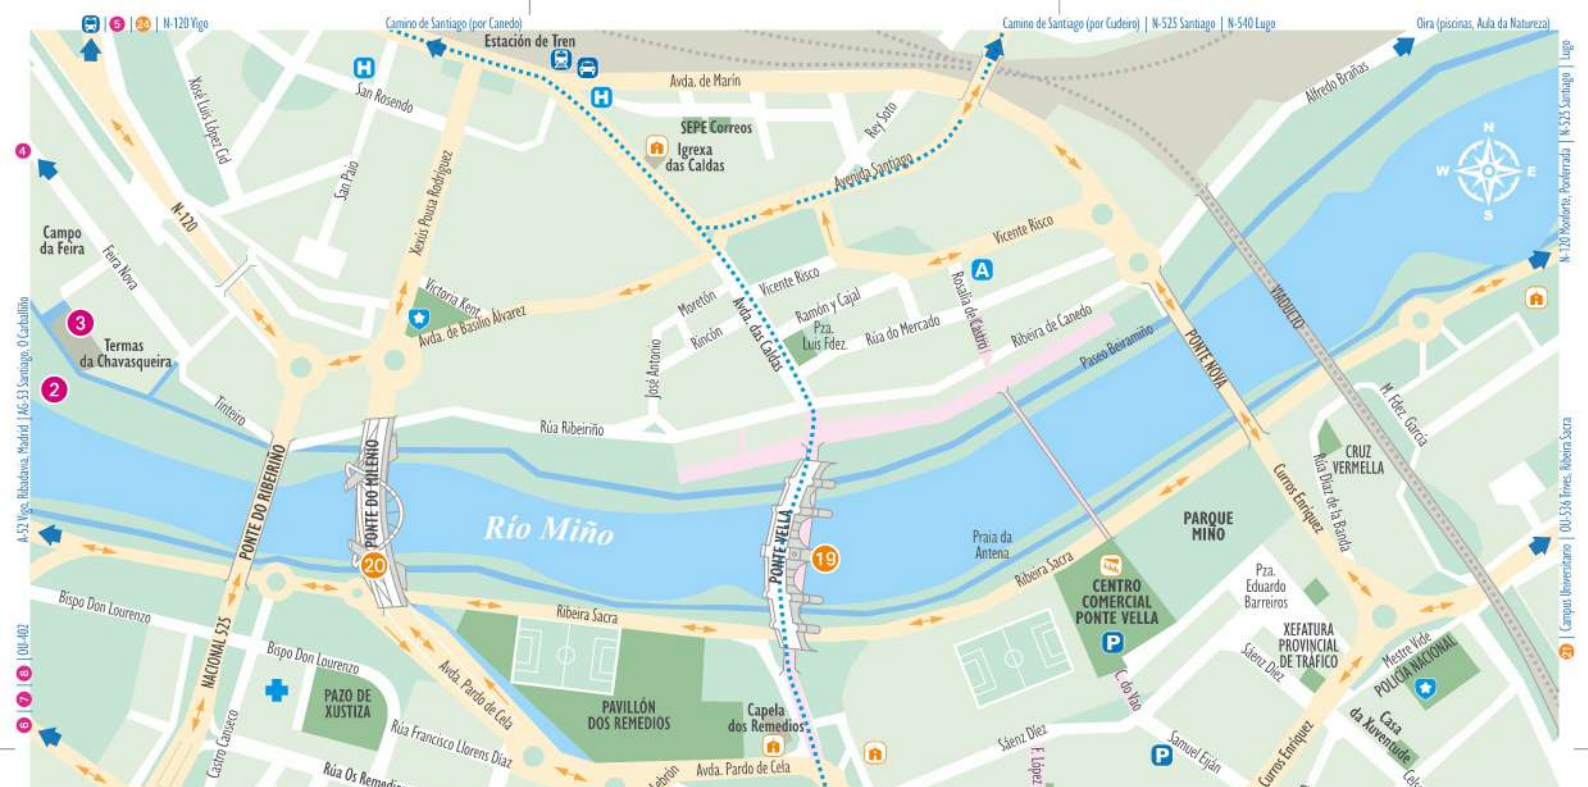 5 | 24 | N-120 Vigo
Camino de Santiago (por Canedo)
Camino de Santiago (por Cudeiro) | N-525 Santiago | N-540 Lugo
Oira (piscinas, Aula da Natureza)
Estación de Tren
H
H
San Rosendo
Xosé Luis López Cid
Avda. de Marín
Alfredo Brañas
Rey Soto
SEPE Correos
Igrexa
das Caldas
Avenida Santiago
San Paio
Xexús Pousa Rodríguez
N-120
N
W
E
S
4
Campo
da Feira
Feira Nova
Vicente Risco
A
Victoria Kent
Avda. de Basilio Álvarez
Vicente Risco
Moretón
Rincón
Ramón y Cajal
Pza.
Luis Fdez.
Rúa do Mercado
Rosalía de Castro
Ribeira de Canedo
Avda. das Caldas
José Antonio
Paseo Beiramiño
PONTE NOVA
VIADUCTO
3
Termas
da Chavasqueira
2
Tinteiro
Rúa Ribeiriño
M. Fdez. García
N-120 Monforte, Ponferrada | N-525 Santiago | Lugo
A-52 Vigo, Ribadavia, Madrid | AG-53 Santiago, O Carballiño
PONTE DO RIBEIRIÑO
PONTE DO MILENIO
20
Río Miño
PONTE VELLA
19
Praia da
Antena
Ribeira Sacra
Curros Enríquez
CRUZ
VERMELLA
Rúa Díaz de la Banda
PARQUE
MIÑO
CENTRO
COMERCIAL
PONTE VELLA
P
Pza.
Eduardo
Barreiros
XEFATURA
PROVINCIAL
DE TRÁFICO
Sáenz Díez
Mestre Vide
POLICÍA NACIONAL
Casa
da Xuventude
21 | Campus Universitario | OU-536 Trives, Ribeira Sacra
6 | 7 | 8 | OU-402
Bispo Don Lourenzo
NACIONAL 525
Bispo Don Lourenzo
PAZO DE
XUSTIZA
Castro Canseco
Rúa Francisco Llorens Díaz
Avda. Pardo de Cela
Ribeira Sacra
PAVILLÓN
DOS REMEDIOS
Capela
dos Remedios
Avda. Pardo de Cela
Sáenz Díez
C. do Vao
Samuel Eiján
P
F. López
Curros Enríquez